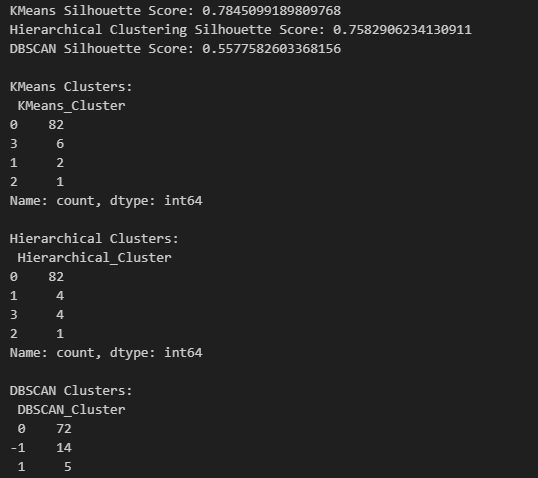 KMeans Silhouette Score: 0.7845099189809768
Hierarchical Clustering Silhouette Score: 0.7582906234130911
DBSCAN Silhouette Score: 0.5577582603368156

KMeans Clusters:
 KMeans_Cluster
0    82
3     6
1     2
2     1
Name: count, dtype: int64

Hierarchical Clusters:
 Hierarchical_Cluster
0    82
1     4
3     4
2     1
Name: count, dtype: int64

DBSCAN Clusters:
 DBSCAN_Cluster
 0    72
-1    14
 1     5